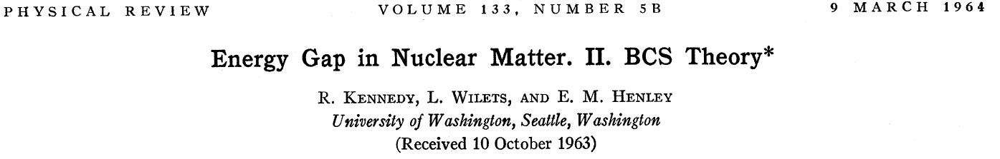 PHYSICAL REVIEW VOLUME 133, NUMBER 5B 9 MARCH 1964
Energy Gap in Nuclear Matter. II. BCS Theory*
R. KENNEDY, L. WILETS, AND E. M. HENLEY
University of Washington, Seattle, Washington
(Received 10 October 1963)